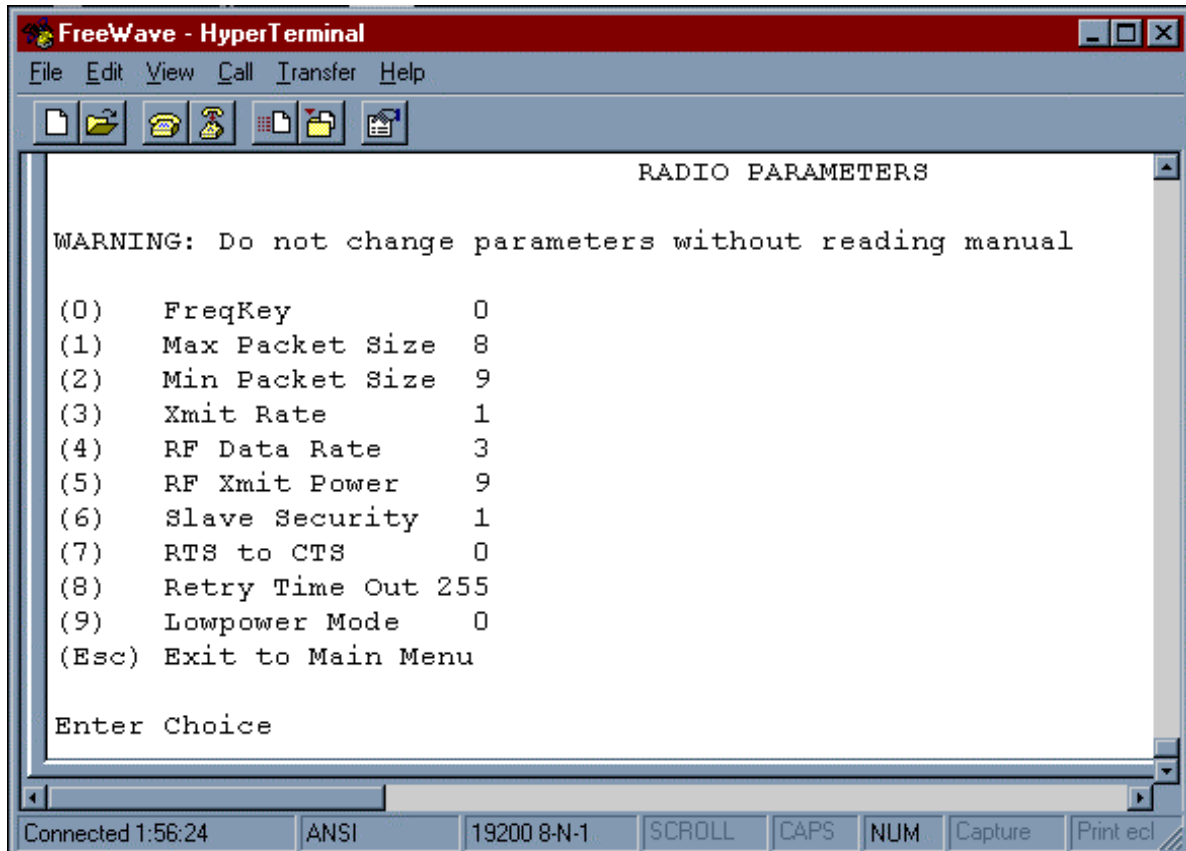 FreeWave - HyperTerminal
File Edit View Call Transfer Help
RADIO PARAMETERS
WARNING: Do not change parameters without reading manual
(0) FreqKey 0
(1) Max Packet Size 8
(2) Min Packet Size 9
(3) Xmit Rate 1
(4) RF Data Rate 3
(5) RF Xmit Power 9
(6) Slave Security 1
(7) RTS to CTS 0
(8) Retry Time Out 255
(9) Lowpower Mode 0
(Esc) Exit to Main Menu
Enter Choice
Connected 1:56:24 ANSI 19200 8-N-1 SCROLL CAPS NUM Capture Print ecl